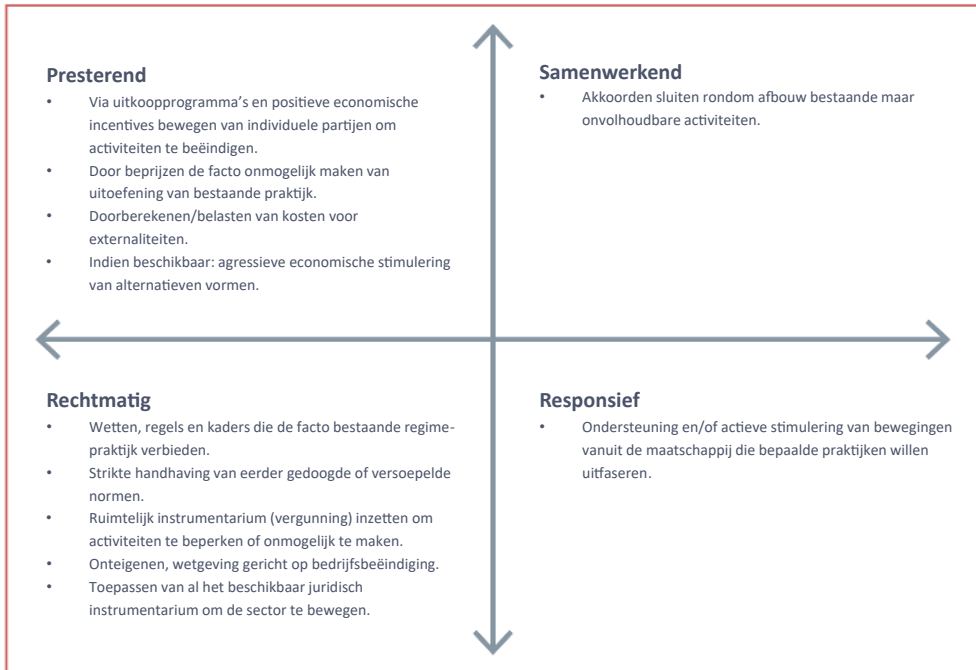 Presterend
• Via uitkoopprogramma's en positieve economische
incentives bewegen van individuele partijen om
activiteiten te beëindigen.
• Door beprijzen de facto onmogelijk maken van
uitoefening van bestaande praktijk.
• Doorberekenen/belasten van kosten voor
externaliteiten.
• Indien beschikbaar: agressieve economische stimulering
van alternatieven vormen.
Samenwerkend
• Akkoorden sluiten rondom afbouw bestaande maar
onvolhoudbare activiteiten.
Rechtmatig
• Wetten, regels en kaders die de facto bestaande regime-
praktijk verbieden.
• Strikte handhaving van eerder gedoogde of versoepelde
normen.
• Ruimtelijk instrumentarium (vergunning) inzetten om
activiteiten te beperken of onmogelijk te maken.
• Onteigenen, wetgeving gericht op bedrijfsbeëindiging.
• Toepassen van al het beschikbaar juridisch
instrumentarium om de sector te bewegen.
Responsief
• Ondersteuning en/of actieve stimulering van bewegingen
vanuit de maatschappij die bepaalde praktijken willen
uitfaseren.